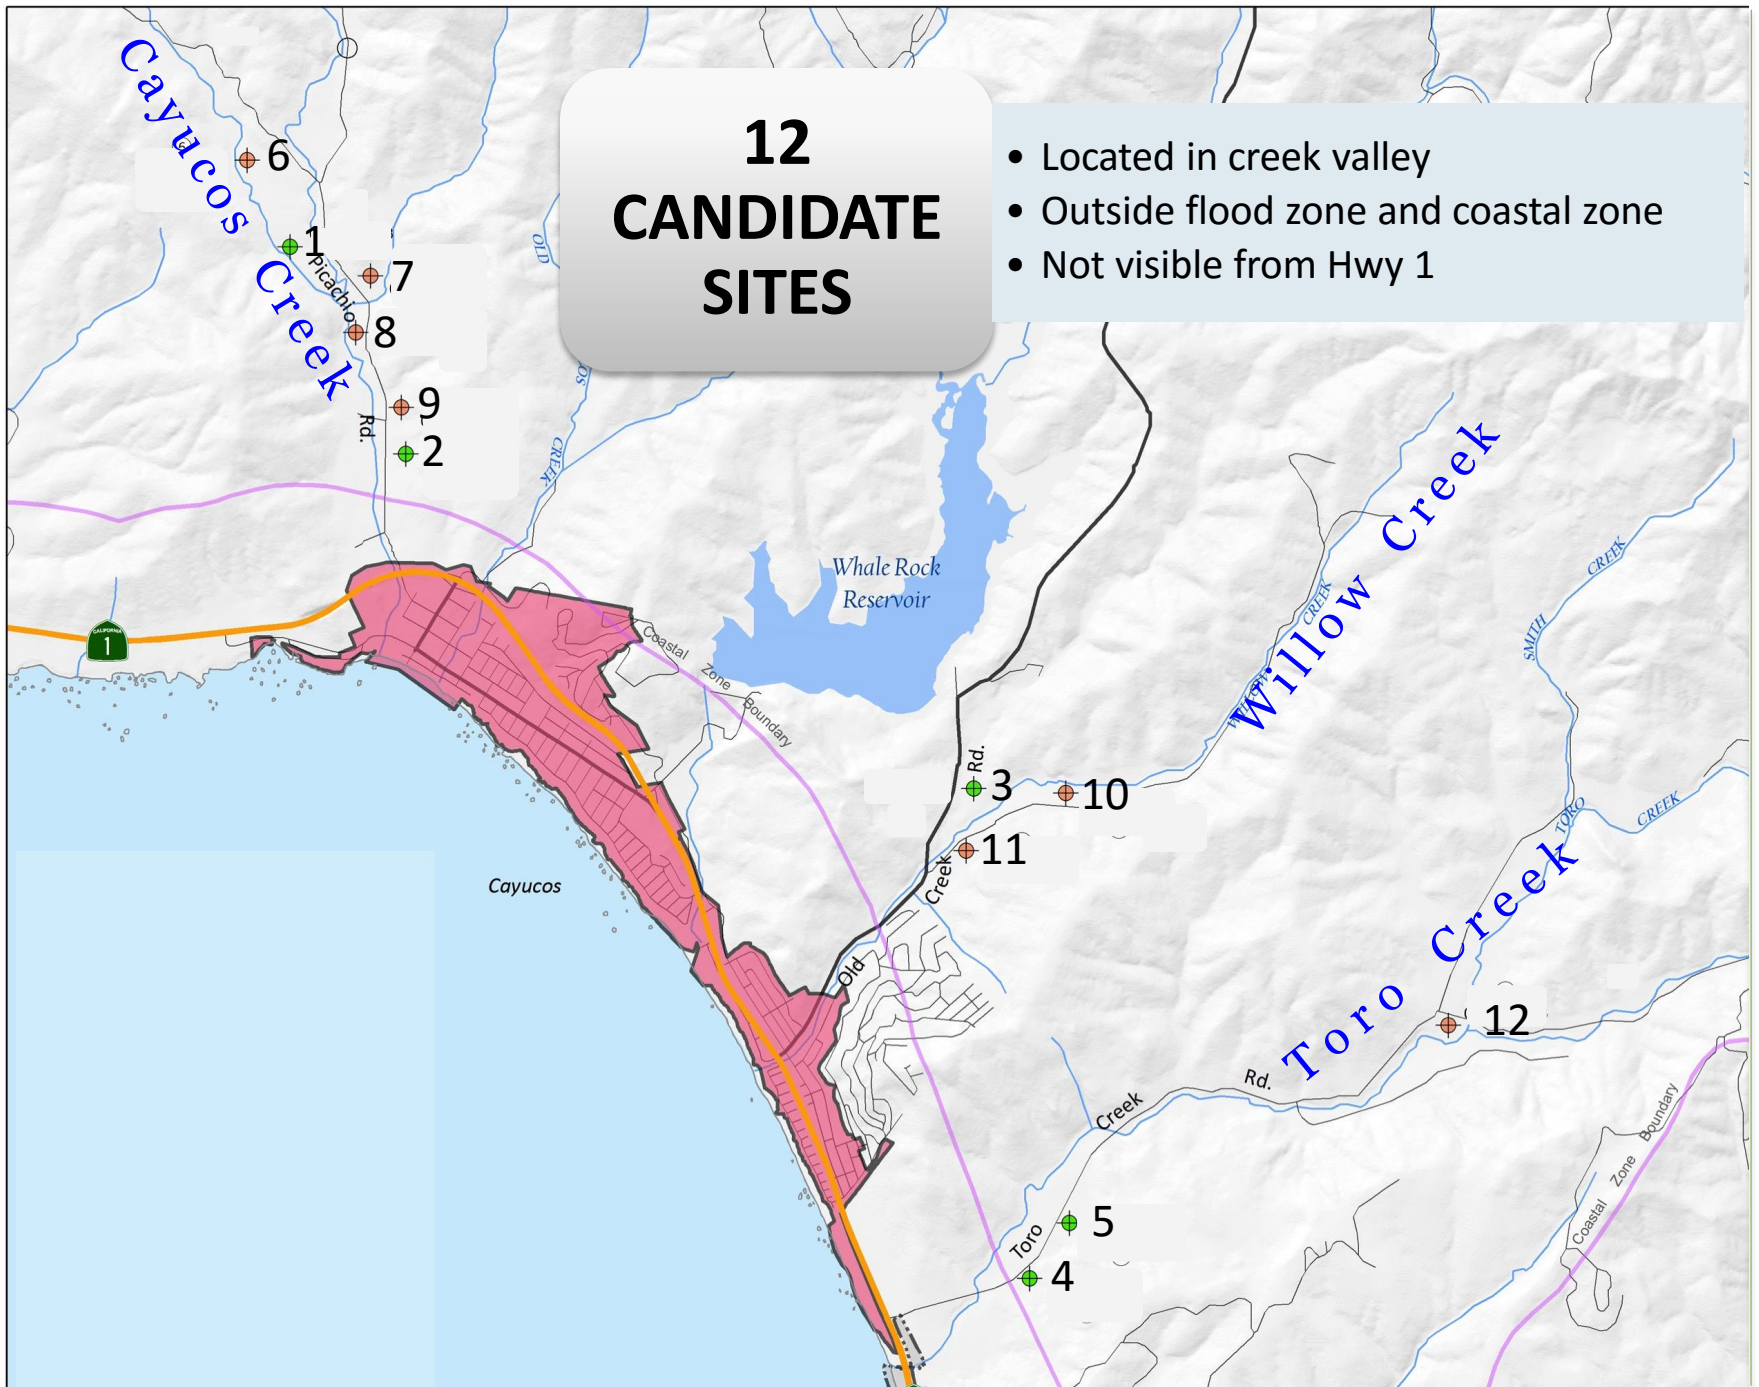 12
CANDIDATE
SITES
• Located in creek valley
• Outside flood zone and coastal zone
• Not visible from Hwy 1
Cayucos
Creek
6
1
Picachio
7
8
9
Rd.
2
OLD
CREEK
Whale Rock
Reservoir
CALIFORNIA
1
Coastal Zone Boundary
Cayucos
Rd.
3
10
11
Creek
Old
Willow Creek
CREEK
SMITH
CREEK
TORO
CREEK
Toro Creek
12
Rd.
Creek
Toro
5
4
Coastal Zone Boundary